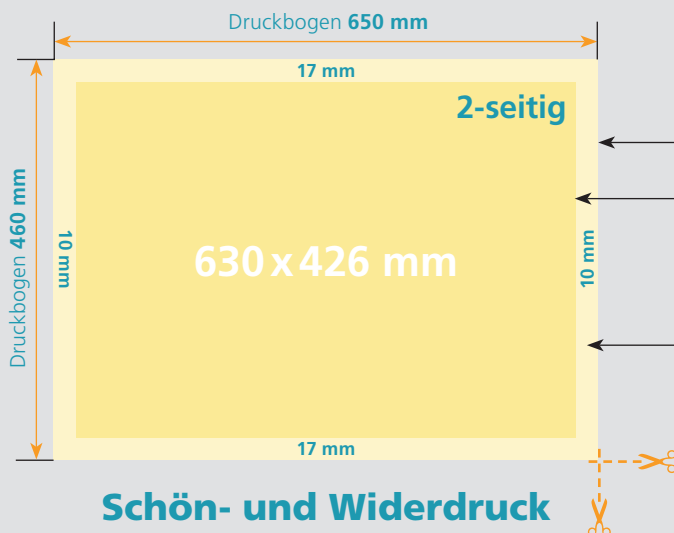 Druckbogen 650 mm
17 mm
2-seitig
Druckbogen 460 mm
10 mm
630 x 426 mm
10 mm
17 mm
Schön- und Widerdruck